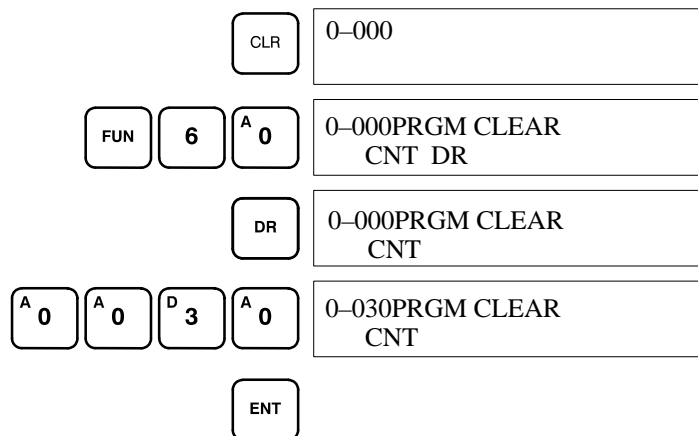 CLR
0–000
FUN 6 A 0
0–000PRGM CLEAR
CNT DR
DR
0–000PRGM CLEAR
CNT
A 0 A 0 D 3 A 0
0–030PRGM CLEAR
CNT
ENT